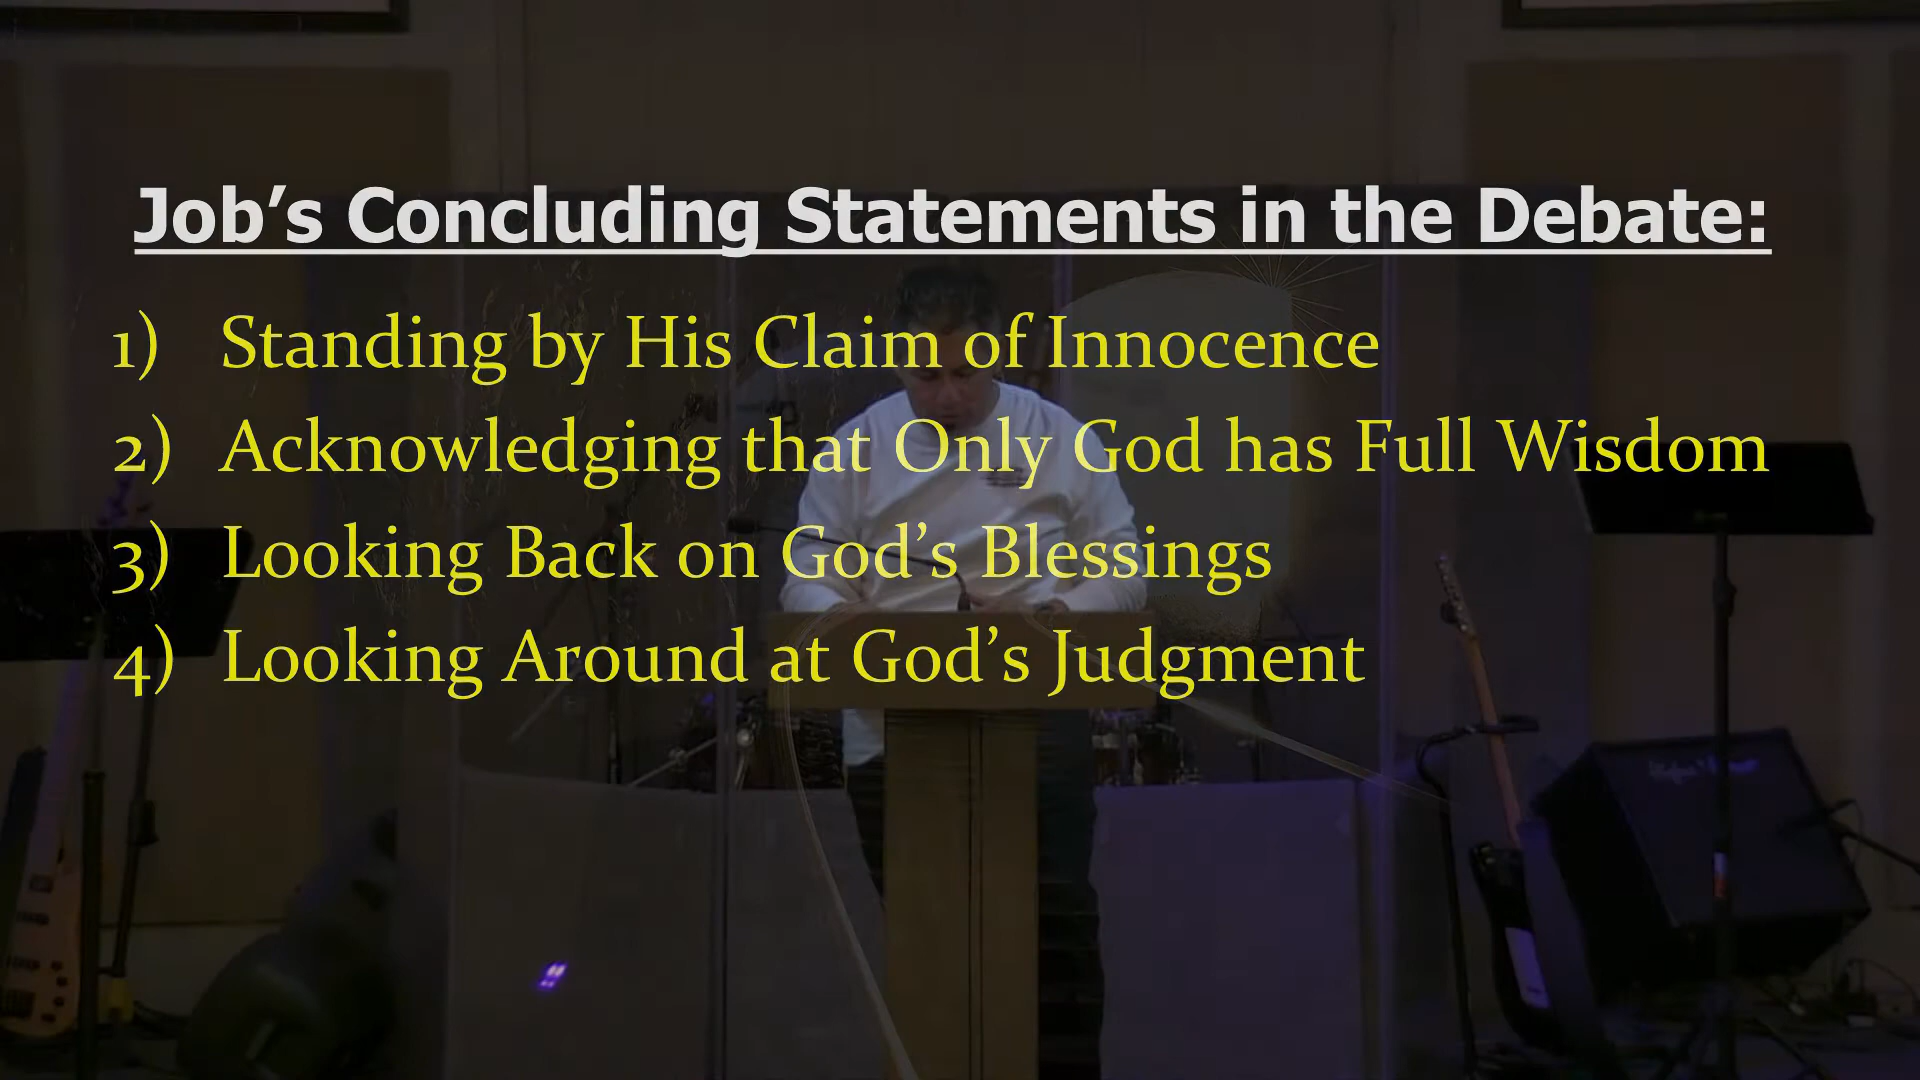 Job’s Concluding Statements in the Debate:
1) Standing by His Claim of Innocence
2) Acknowledging that Only God has Full Wisdom
3) Looking Back on God’s Blessings
4) Looking Around at God’s Judgment